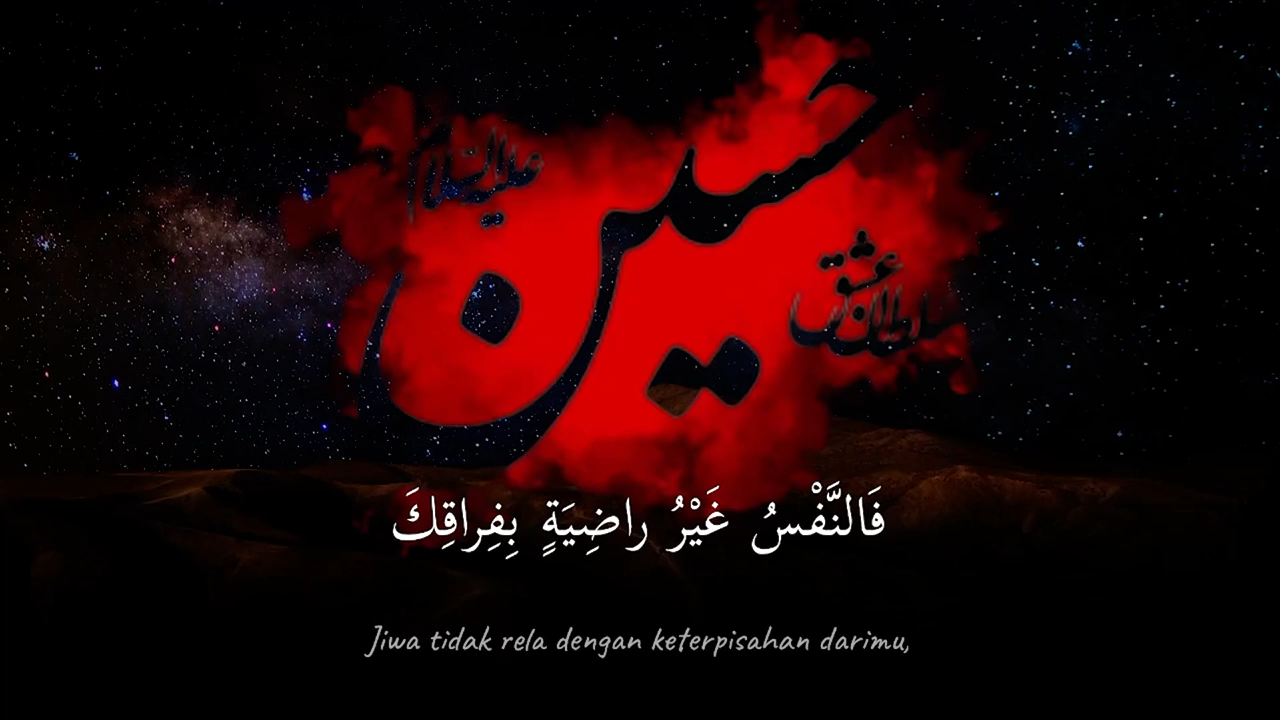 حسین
علیه السلام
سلطان عشق
فَالنَّفْسُ غَيْرُ راضِيَةٍ بِفِراقِكَ
Jiwa tidak rela dengan keterpisahan darimu,